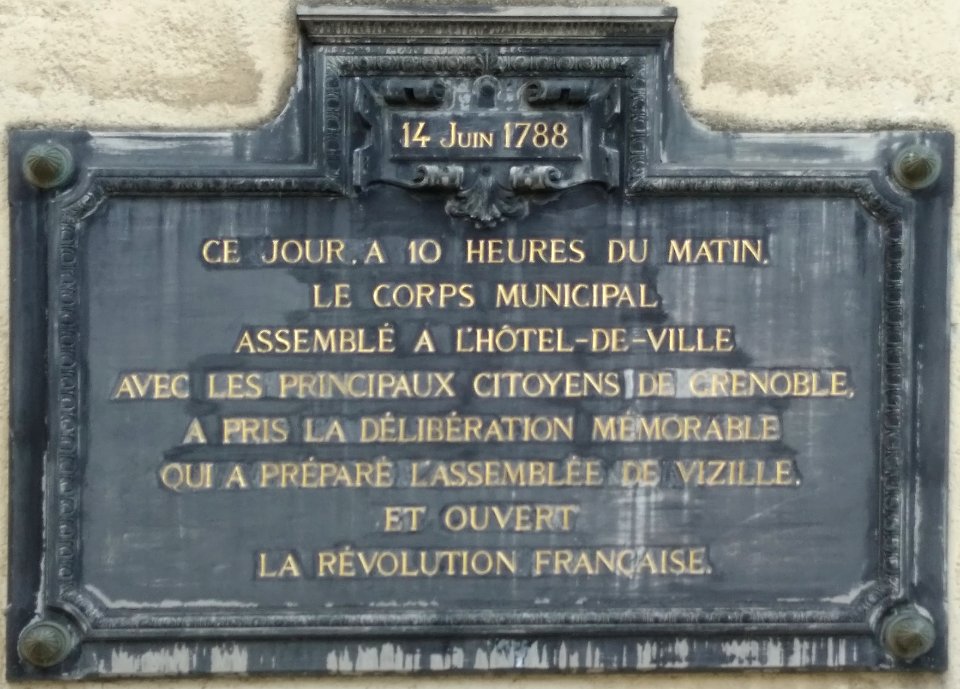 14 JUIN 1788
CE JOUR, A 10 HEURES DU MATIN,
LE CORPS MUNICIPAL
ASSEMBLÉ A L'HÔTEL-DE-VILLE
AVEC LES PRINCIPAUX CITOYENS DE GRENOBLE,
A PRIS LA DÉLIBÉRATION MÉMORABLE
QUI A PRÉPARÉ L'ASSEMBLÉE DE VIZILLE.
ET OUVERT
LA RÉVOLUTION FRANÇAISE.